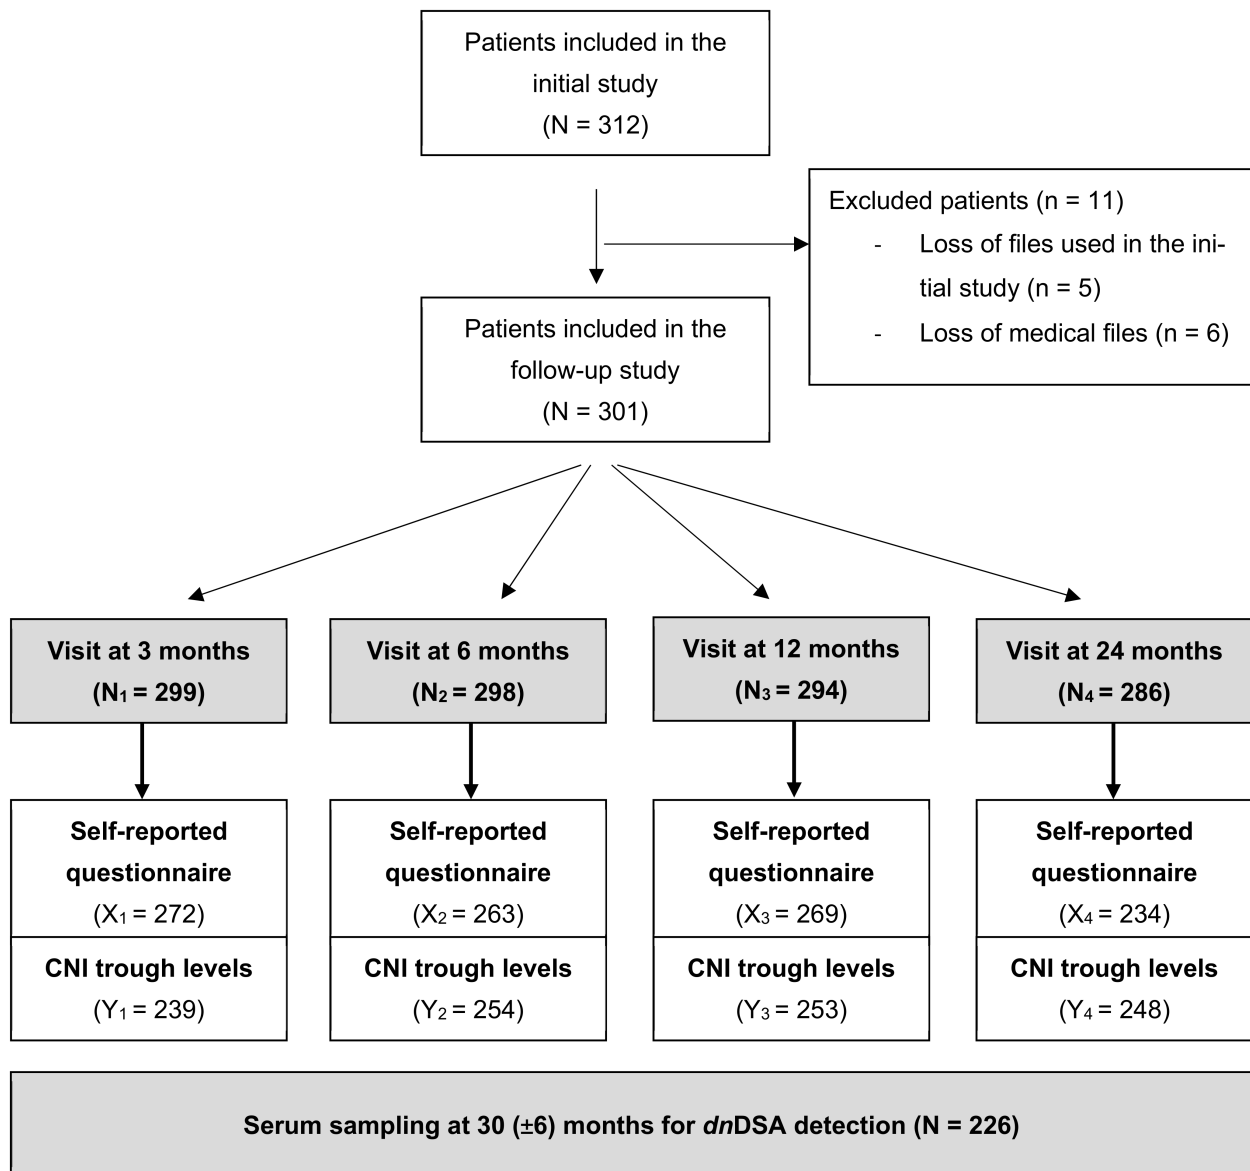 Patients included in the
initial study
(N = 312)
Excluded patients (n = 11)
- Loss of files used in the ini-
tial study (n = 5)
- Loss of medical files (n = 6)
Patients included in the
follow-up study
(N = 301)
Visit at 3 months
(N₁ = 299)
Visit at 6 months
(N₂ = 298)
Visit at 12 months
(N₃ = 294)
Visit at 24 months
(N₄ = 286)
Self-reported
questionnaire
(X₁ = 272)
CNI trough levels
(Y₁ = 239)
Self-reported
questionnaire
(X₂ = 263)
CNI trough levels
(Y₂ = 254)
Self-reported
questionnaire
(X₃ = 269)
CNI trough levels
(Y₃ = 253)
Self-reported
questionnaire
(X₄ = 234)
CNI trough levels
(Y₄ = 248)
Serum sampling at 30 (±6) months for dnDSA detection (N = 226)